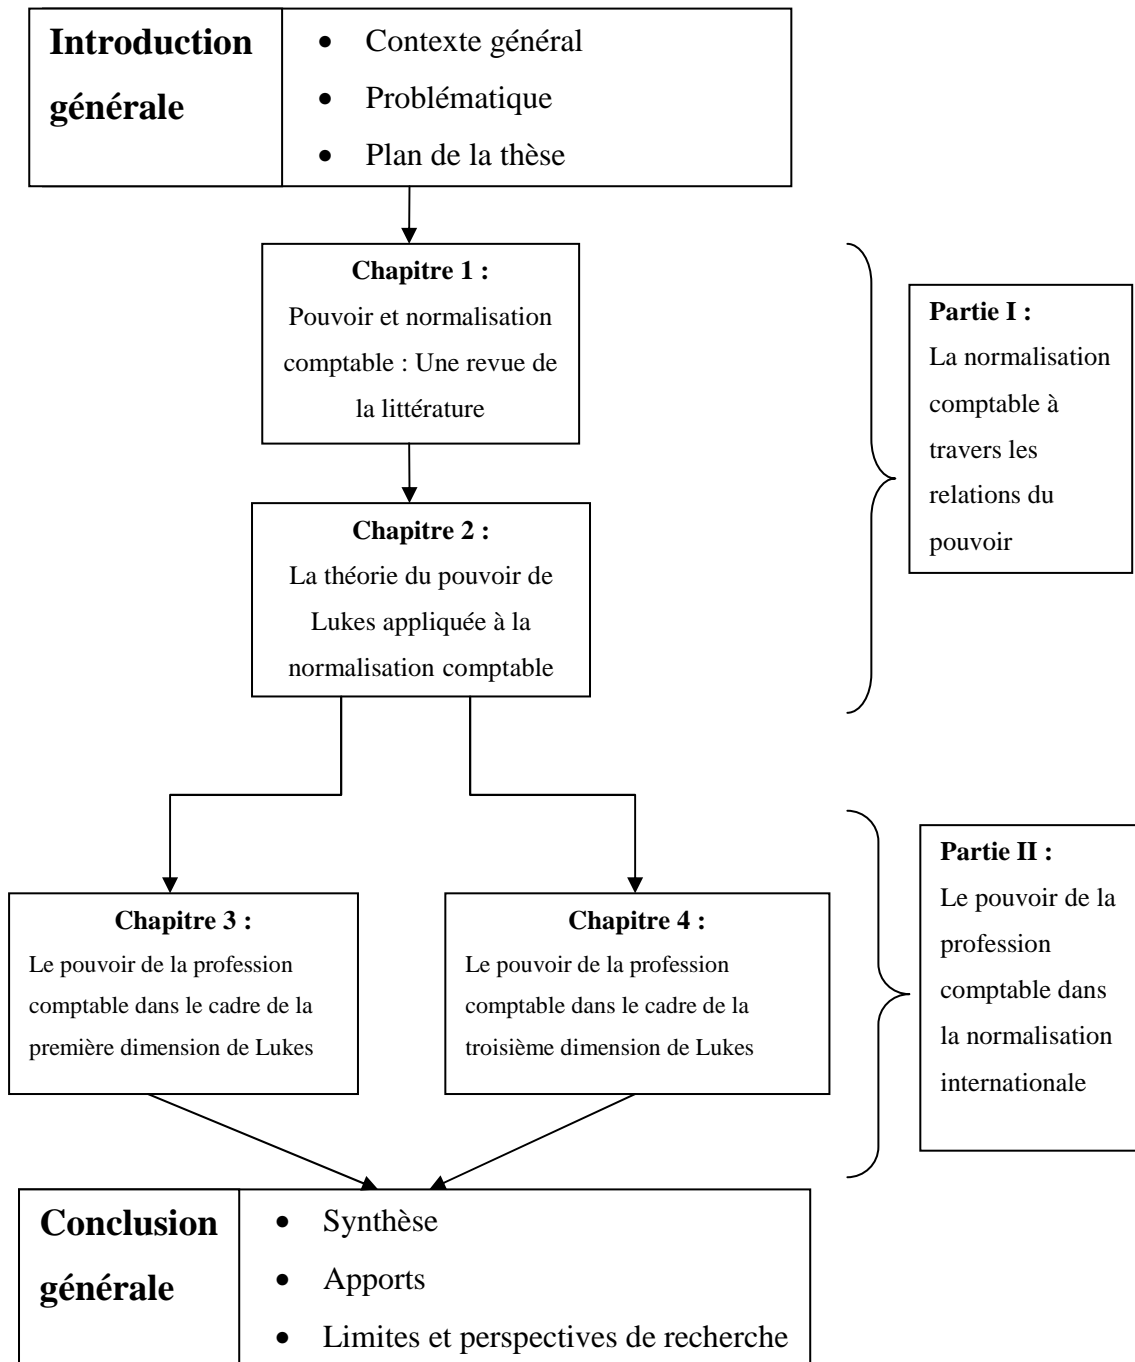 Introduction
générale
• Contexte général
• Problématique
• Plan de la thèse
Chapitre 1 :
Pouvoir et normalisation
comptable : Une revue de
la littérature
Partie I :
La normalisation
comptable à
travers les
relations du
pouvoir
Chapitre 2 :
La théorie du pouvoir de
Lukes appliquée à la
normalisation comptable
Chapitre 3 :
Le pouvoir de la profession
comptable dans le cadre de la
première dimension de Lukes
Chapitre 4 :
Le pouvoir de la profession
comptable dans le cadre de la
troisième dimension de Lukes
Partie II :
Le pouvoir de la
profession
comptable dans
la normalisation
internationale
Conclusion
générale
• Synthèse
• Apports
• Limites et perspectives de recherche